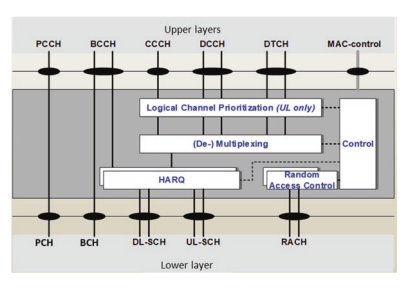 Upper layers
PCCH BCCH CCCH DCCH DTCH MAC-control
Logical Channel Prioritization (UL only)
(De-) Multiplexing
Control
HARQ
Random
Access Control
PCH BCH DL-SCH UL-SCH RACH
Lower layer